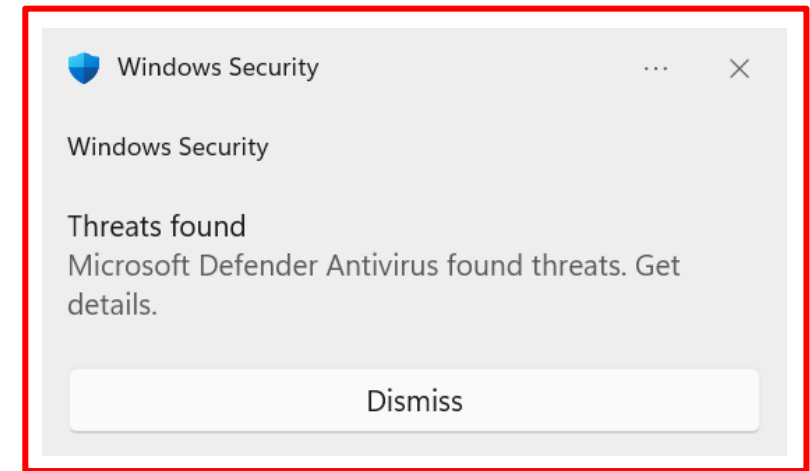 Windows Security
Windows Security
Threats found
Microsoft Defender Antivirus found threats. Get
details.
Dismiss